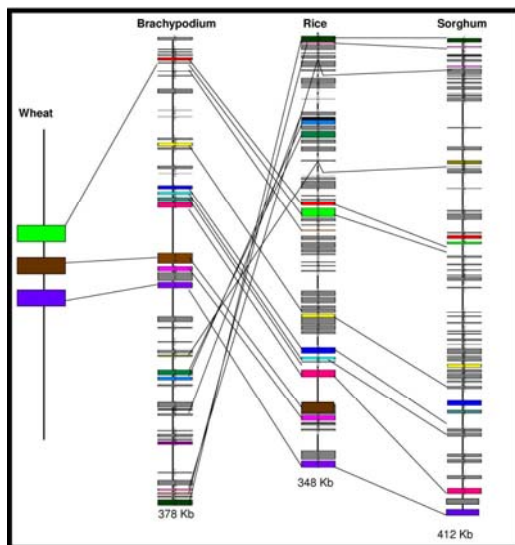 Brachypodium
Rice
Sorghum
Wheat
378 Kb
348 Kb
412 Kb